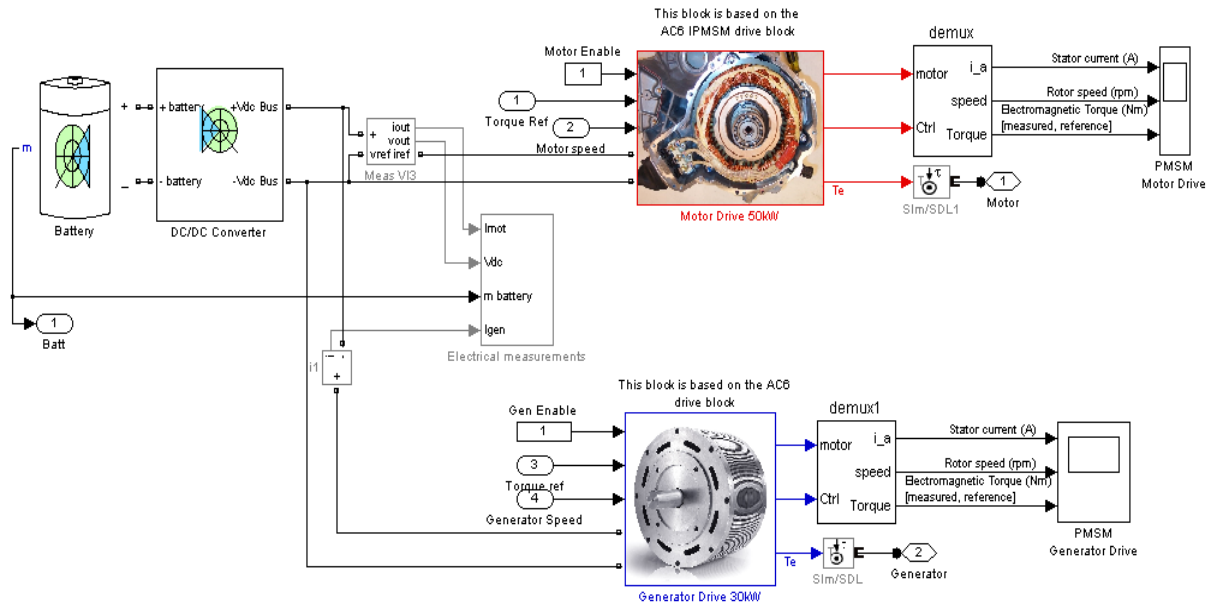 This block is based on the
AC6 IPMSM drive block
demux
Motor Enable
1
motor
i_a
Stator current (A)
speed
Rotor speed (rpm)
1
Torque Ref
Electromagnetic Torque (Nm)
[measured, reference]
Ctrl
Torque
2
Motor speed
PMSM
Motor Drive
+
+ battery
+Vdc Bus
+
iout
vout
vref iref
Meas VI3
m
_
- battery
-Vdc Bus
Te
Sim/SDL1
1
Motor
Motor Drive 50kW
Battery
DC/DC Converter
Imot
Vdc
m battery
Igen
Electrical measurements
1
Batt
i1
+
This block is based on the AC6
drive block
demux1
Gen Enable
1
motor
i_a
Stator current (A)
speed
Rotor speed (rpm)
3
Torque ref
Electromagnetic Torque (Nm)
[measured, reference]
Ctrl
Torque
4
Generator Speed
PMSM
Generator Drive
Te
Sim/SDL
2
Generator
Generator Drive 30kW